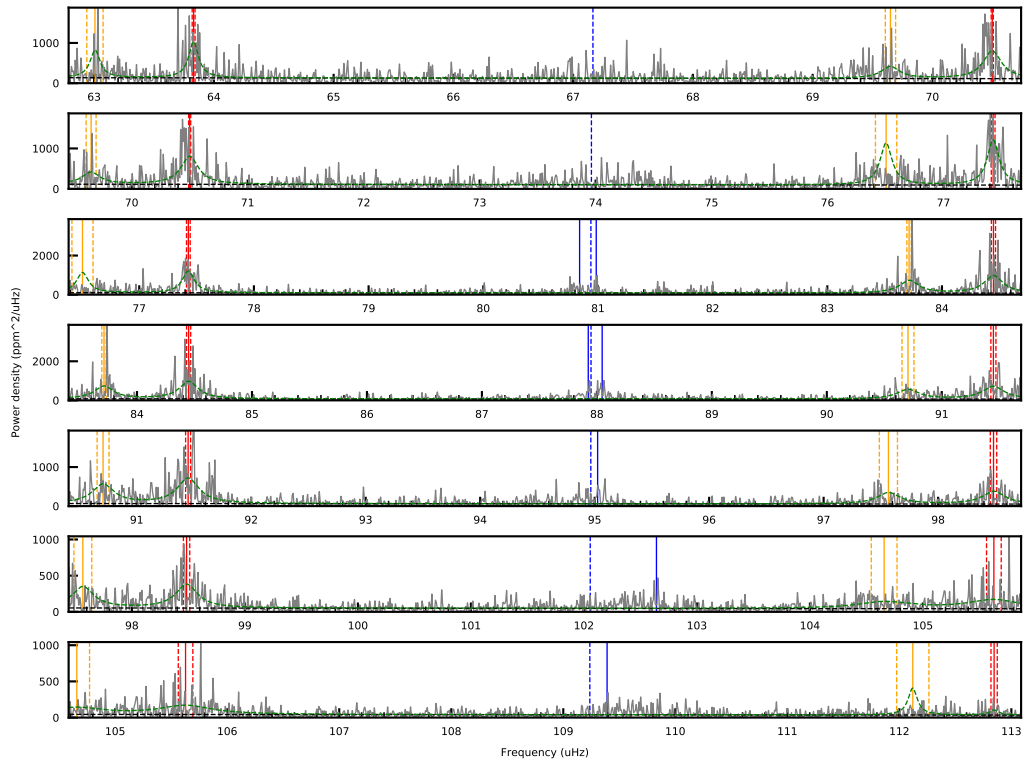 1000
0
63 64 65 66 67 68 69 70
1000
0
70 71 72 73 74 75 76 77
2000
0
77 78 79 80 81 82 83 84
Power density (ppm^2/uHz)
2000
0
84 85 86 87 88 89 90 91
1000
0
91 92 93 94 95 96 97 98
1000
500
0
98 99 100 101 102 103 104 105
1000
500
0
105 106 107 108 109 110 111 112 113
Frequency (uHz)